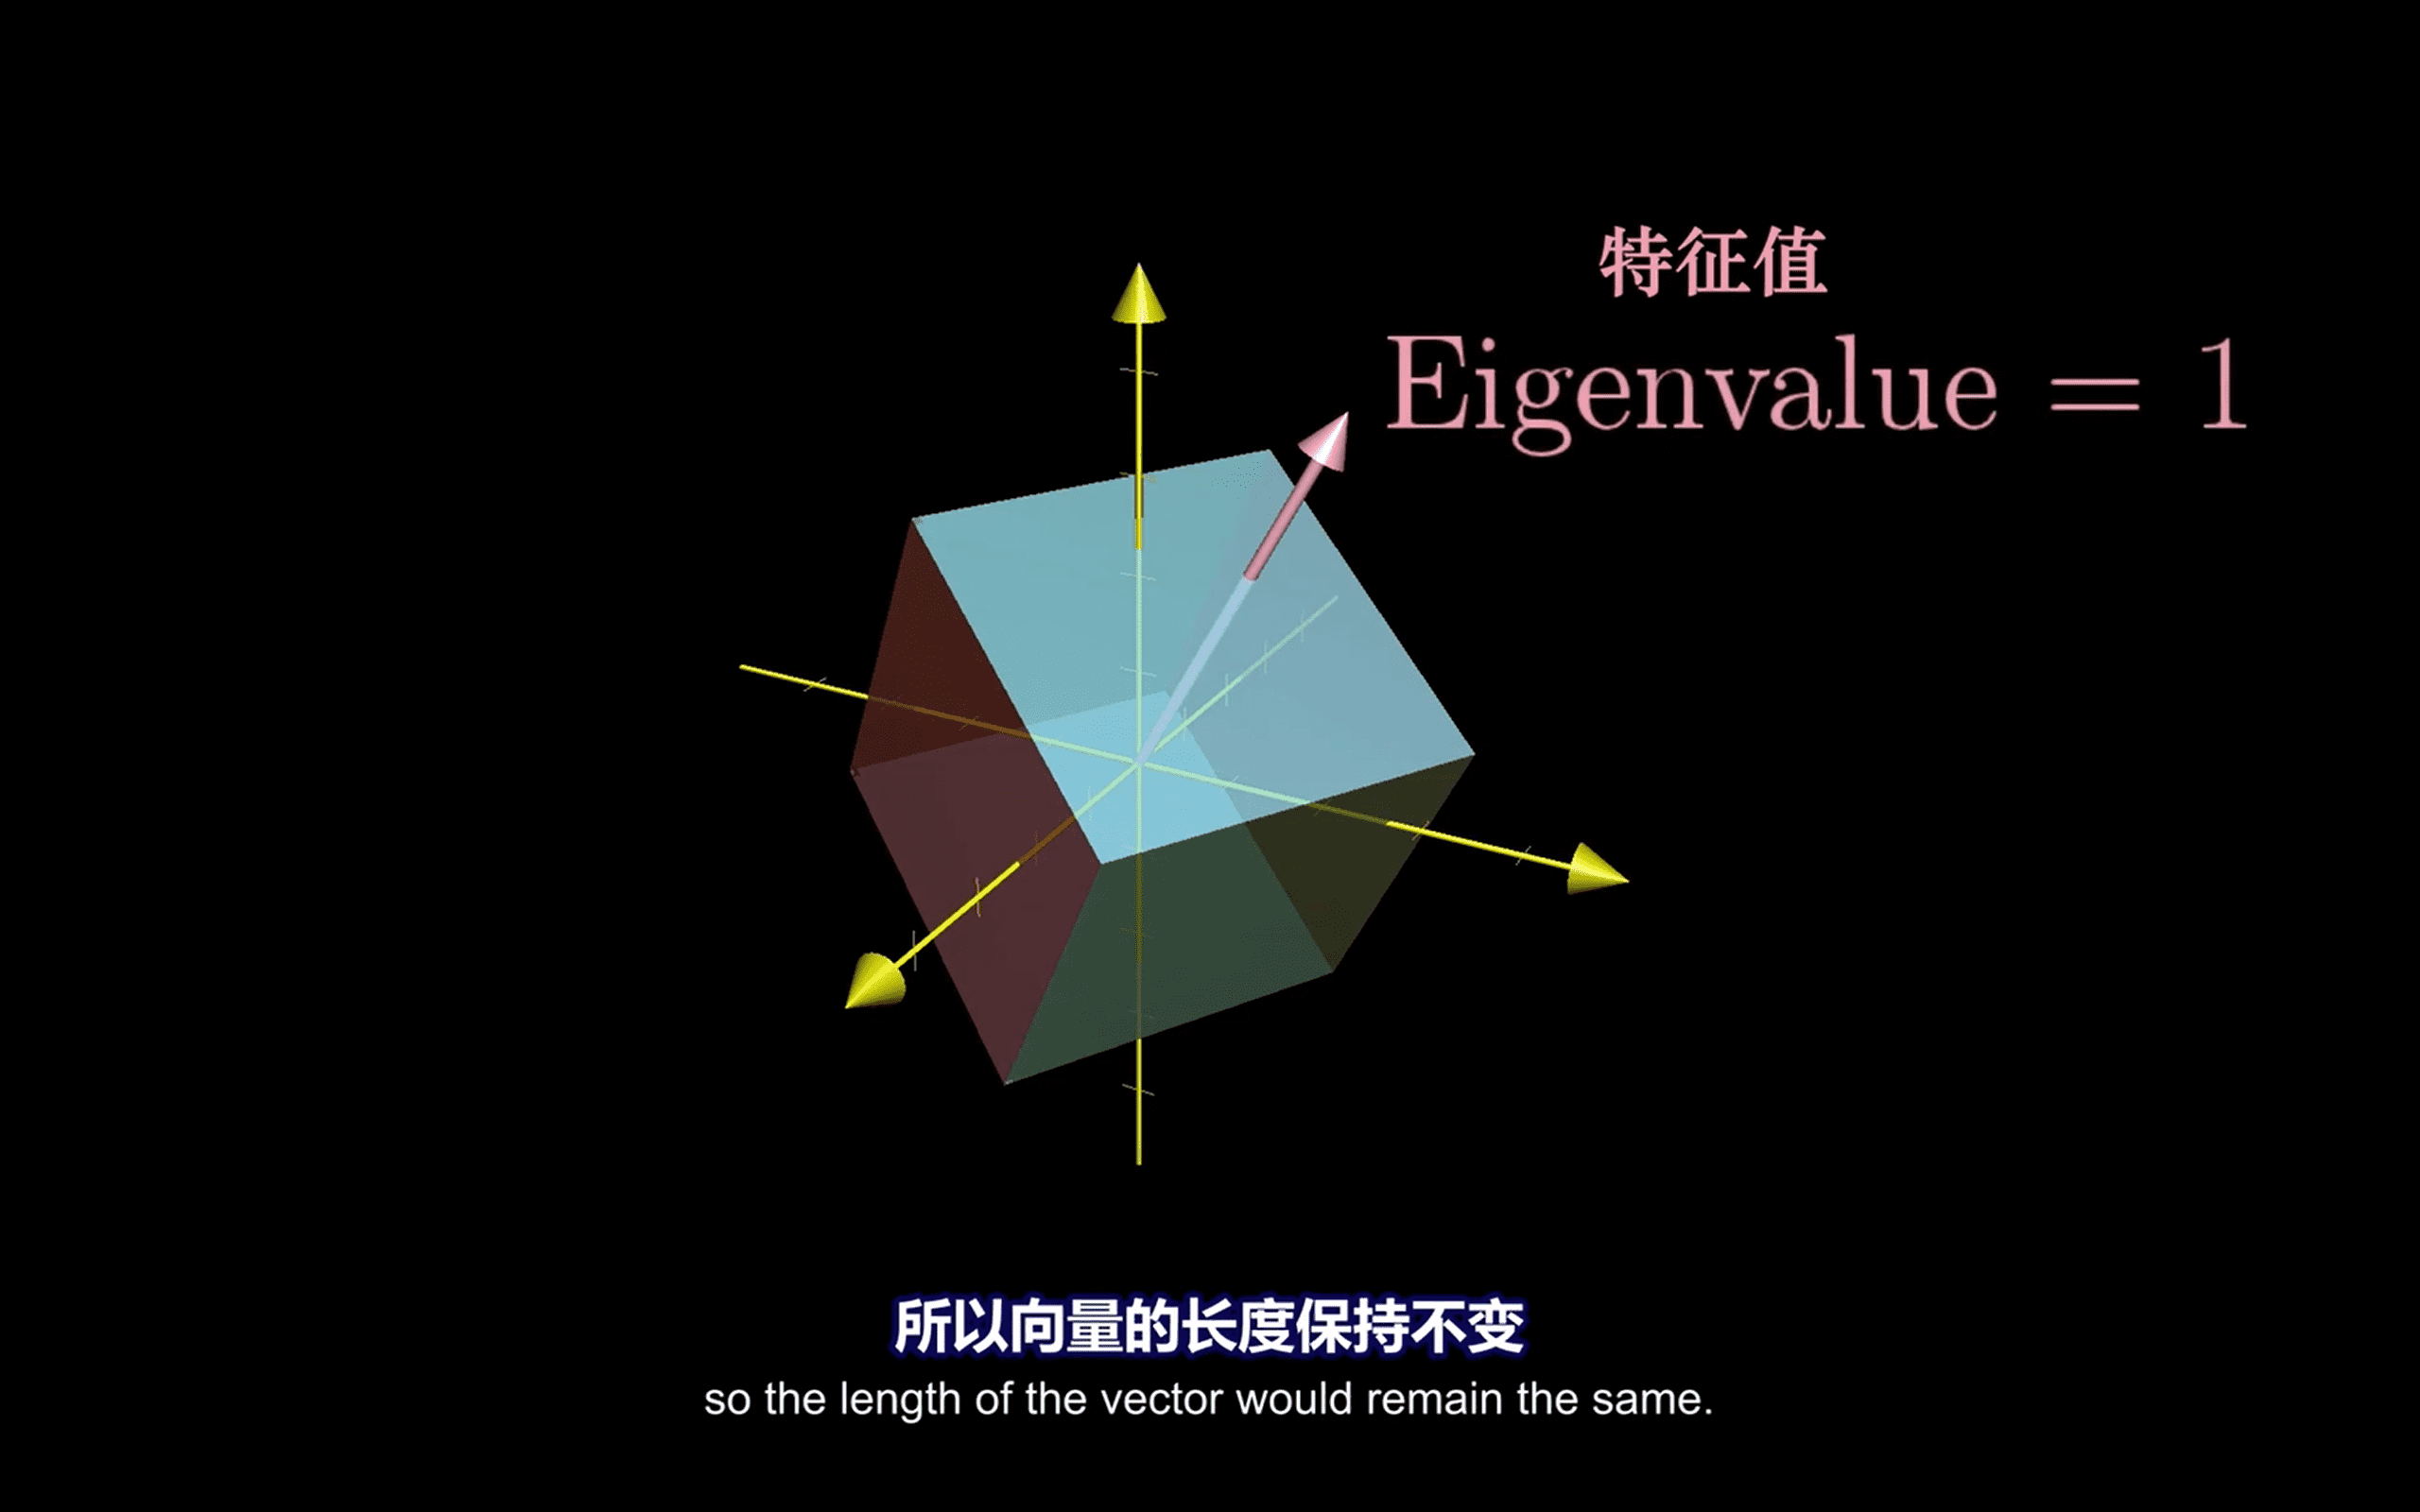 特征值
Eigenvalue = 1
所以向量的长度保持不变
so the length of the vector would remain the same.